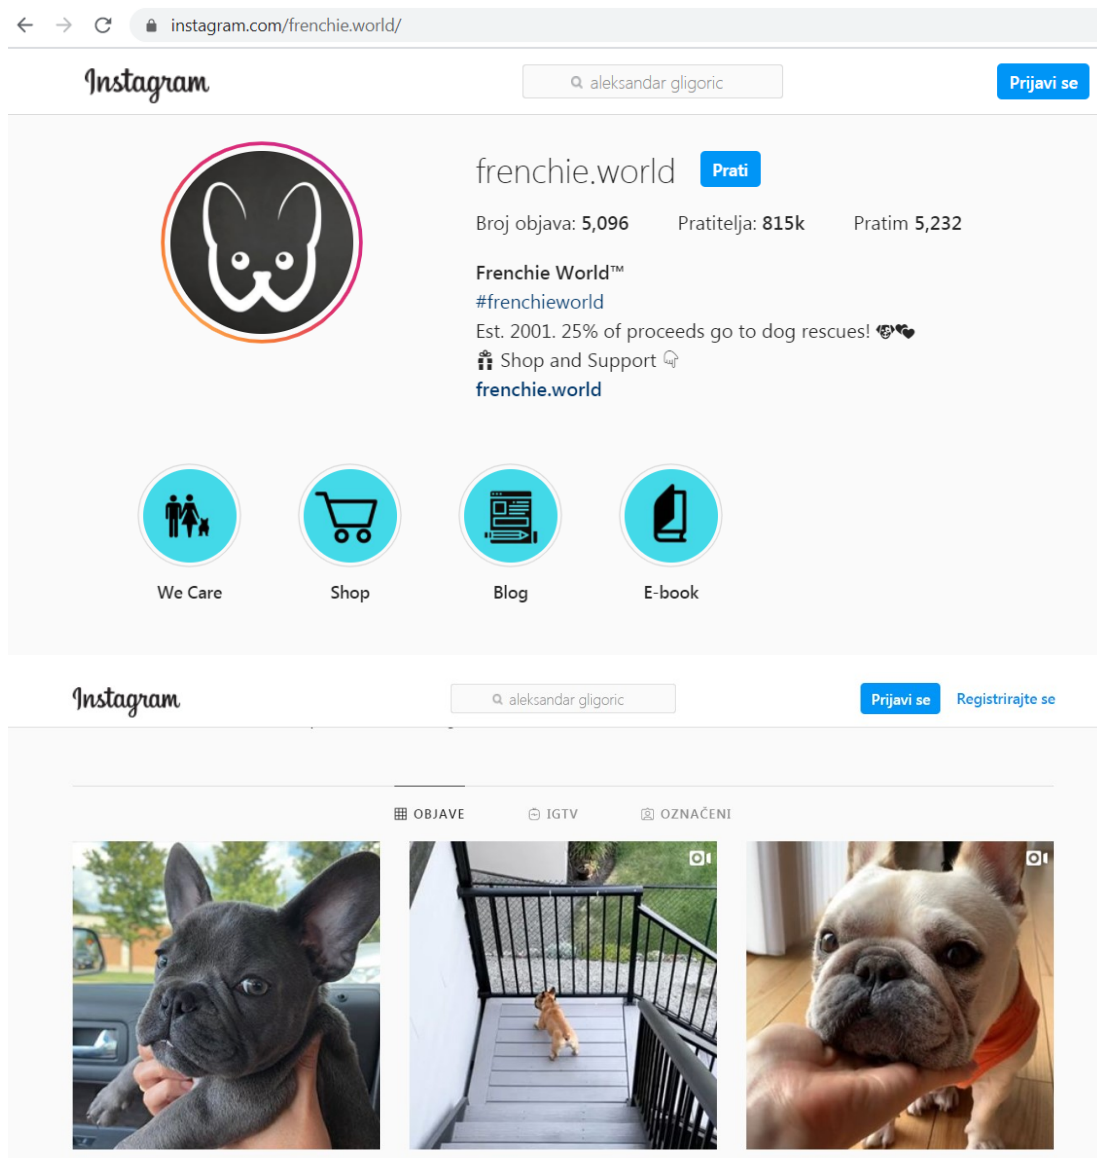 instagram.com/frenchie.world/
Instagram
aleksandar gligoric
Prijavi se
frenchie.world
Prati
Broj objava: 5,096 Pratitelja: 815k Pratim 5,232
Frenchie World™
#frenchieworld
Est. 2001. 25% of proceeds go to dog rescues!
Shop and Support
frenchie.world
We Care
Shop
Blog
E-book
Instagram
aleksandar gligoric
Prijavi se
Registrirajte se
OBJAVE
IGTV
OZNAČENI